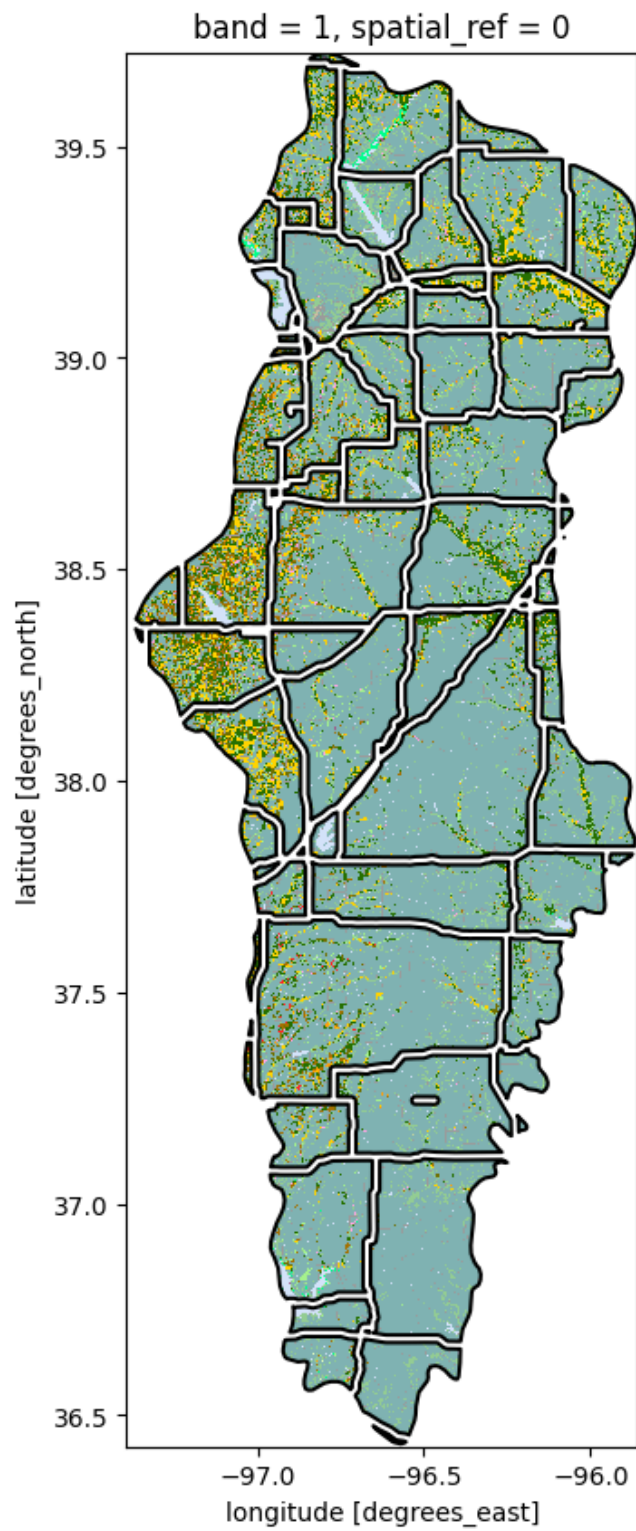 band = 1, spatial_ref = 0
39.5
39.0
38.5
38.0
37.5
37.0
36.5
latitude [degrees_north]
−97.0 −96.5 −96.0
longitude [degrees_east]